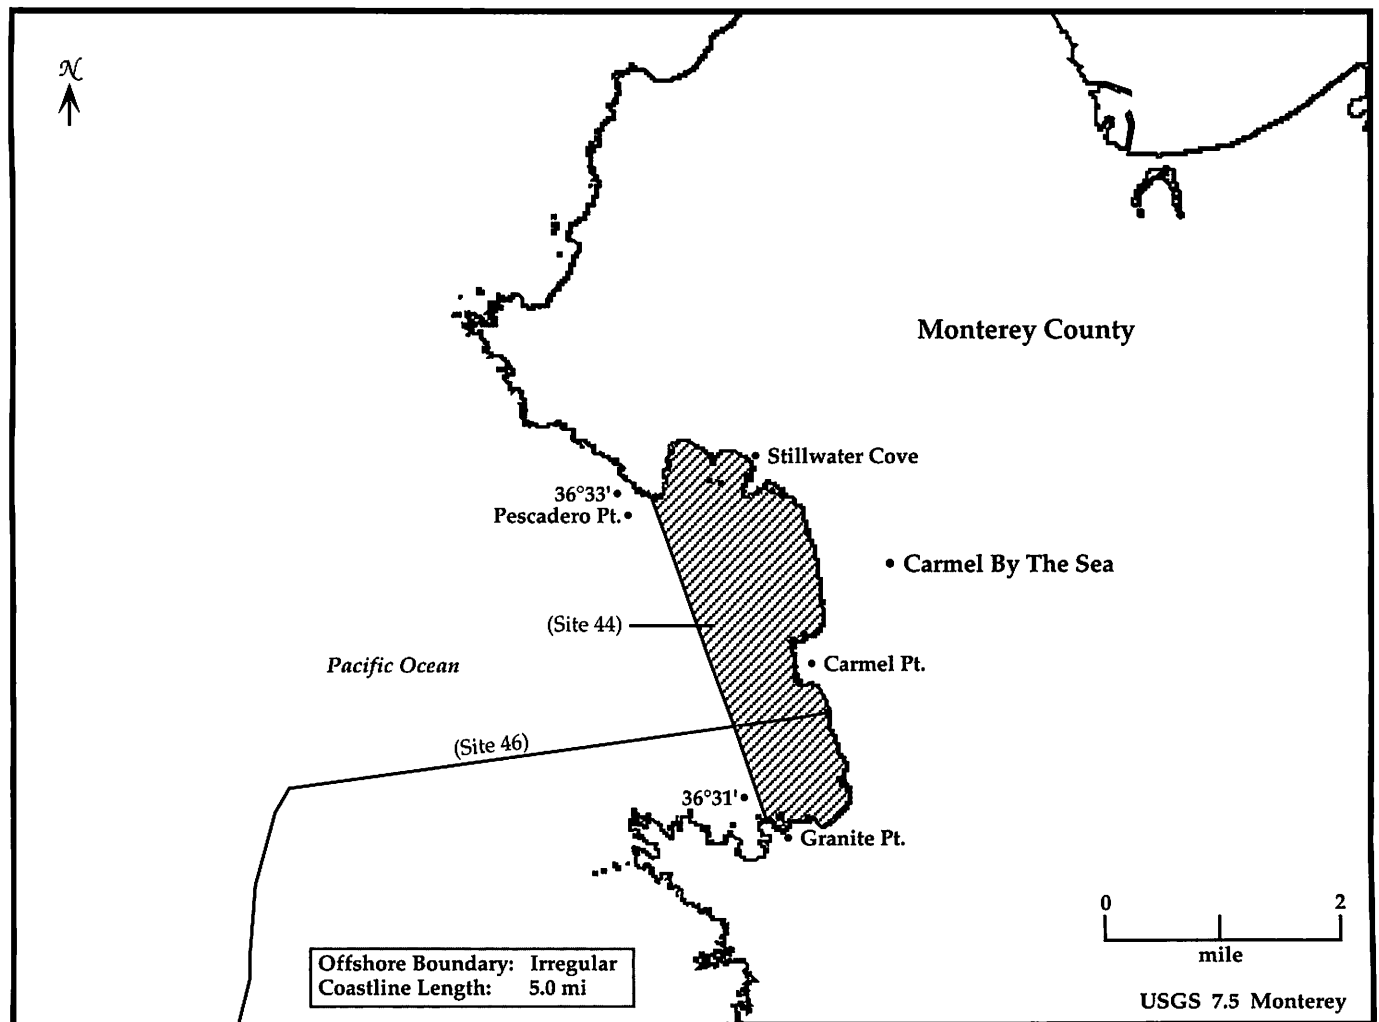 N
Monterey County
Stillwater Cove
36°33'
Pescadero Pt.
Carmel By The Sea
(Site 44)
Carmel Pt.
Pacific Ocean
(Site 46)
36°31'
Granite Pt.
0 2
mile
Offshore Boundary: Irregular
Coastline Length: 5.0 mi
USGS 7.5 Monterey